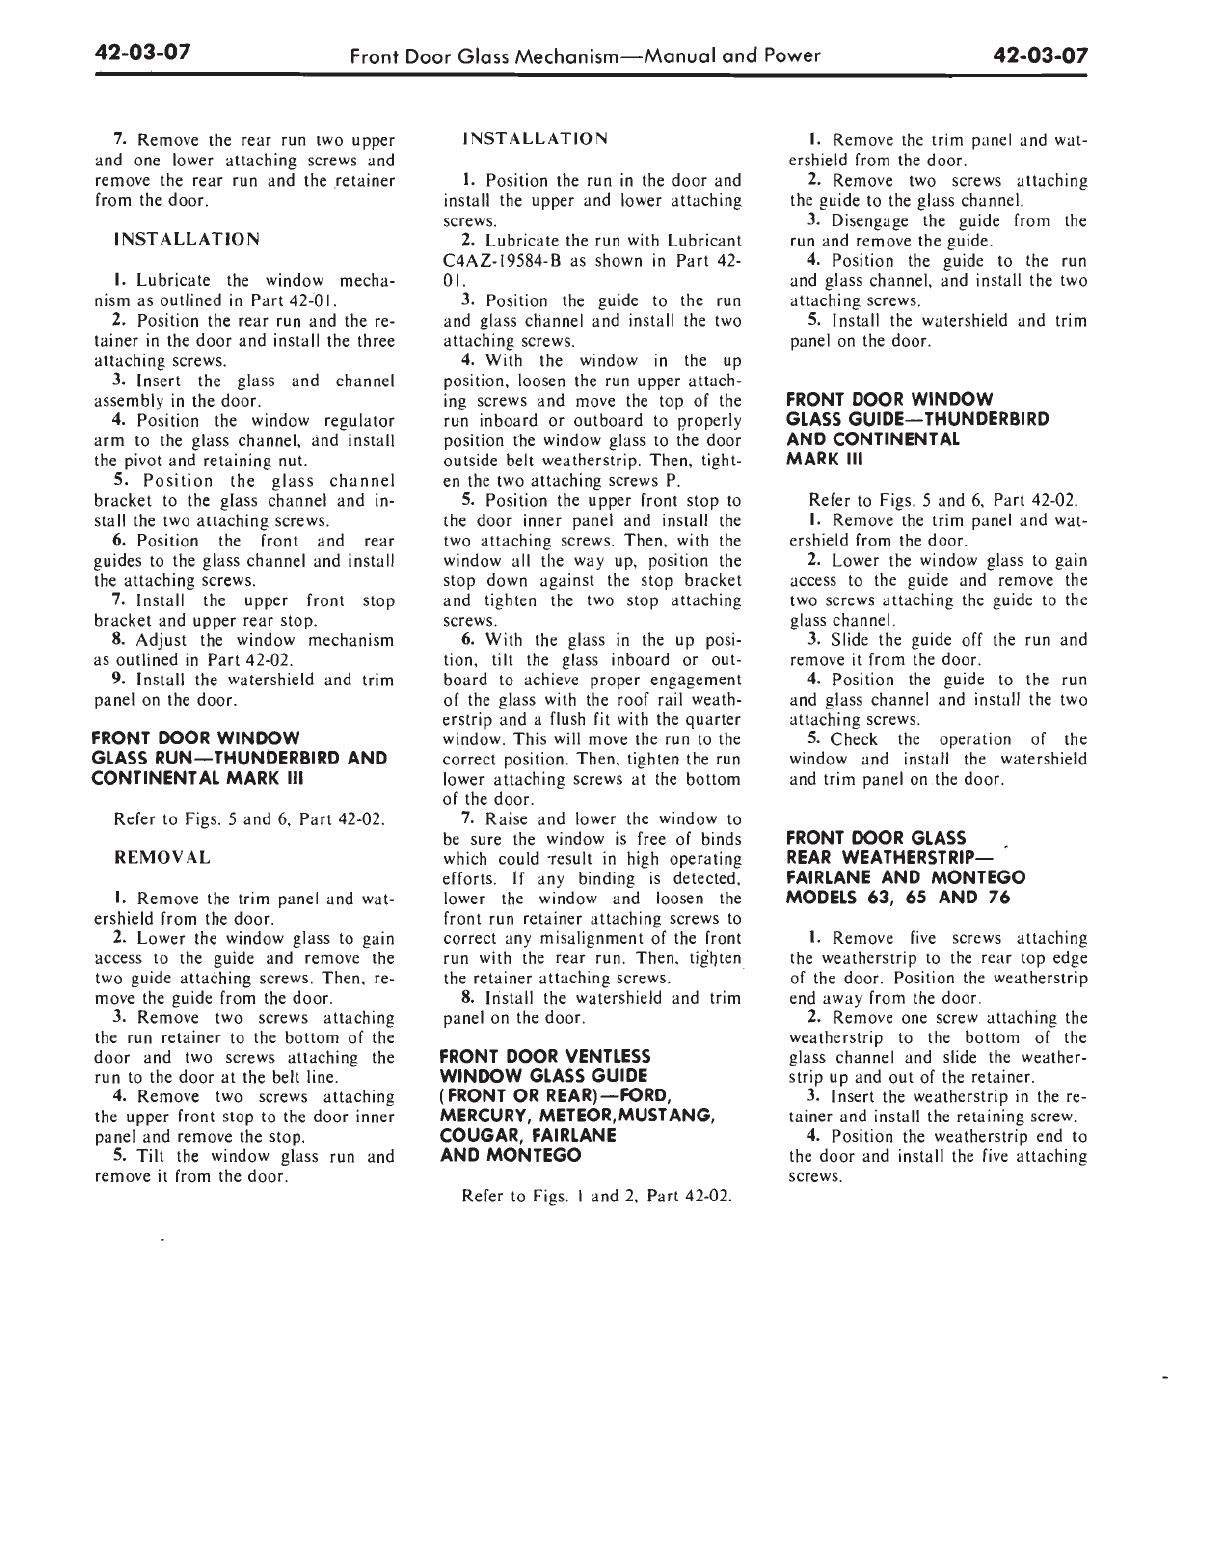 42-03-07 Front Door Glass Mechanism—Manual and Power 42-03-07
7. Remove the rear run two upper
and one lower attaching screws and
remove the rear run and the retainer
from the door.
INSTALLATION
1. Lubricate the window mecha-
nism as outlined in Part 42-01.
2. Position the rear run and the re-
tainer in the door and install the three
attaching screws.
3. Insert the glass and channel
assembly in the door.
4. Position the window regulator
arm to the glass channel, and install
the pivot and retaining nut.
5. Position the glass channel
bracket to the glass channel and in-
stall the two attaching screws.
6. Position the front and rear
guides to the glass channel and install
the attaching screws.
7. Install the upper front stop
bracket and upper rear stop.
8. Adjust the window mechanism
as outlined in Part 42-02.
9. Install the watershield and trim
panel on the door.
FRONT DOOR WINDOW
GLASS RUN—THUNDERBIRD AND
CONTINENTAL MARK III
Refer to Figs. 5 and 6, Part 42-02.
REMOVAL
1. Remove the trim panel and wat-
ershield from the door.
2. Lower the window glass to gain
access to the guide and remove the
two guide attaching screws. Then, re-
move the guide from the door.
3. Remove two screws attaching
the run retainer to the bottom of the
door and two screws attaching the
run to the door at the belt line.
4. Remove two screws attaching
the upper front stop to the door inner
panel and remove the stop.
5. Tilt the window glass run and
remove it from the door.
INSTALLATION
1. Position the run in the door and
install the upper and lower attaching
screws.
2. Lubricate the run with Lubricant
C4AZ-19584-B as shown in Part 42-
01.
3. Position the guide to the run
and glass channel and install the two
attaching screws.
4. With the window in the up
position, loosen the run upper attach-
ing screws and move the top of the
run inboard or outboard to properly
position the window glass to the door
outside belt weatherstrip. Then, tight-
en the two attaching screws P.
5. Position the upper front stop to
the door inner panel and install the
two attaching screws. Then, with the
window all the way up, position the
stop down against the stop bracket
and tighten the two stop attaching
screws.
6. With the glass in the up posi-
tion, tilt the glass inboard or out-
board to achieve proper engagement
of the glass with the roof rail weath-
erstrip and a flush fit with the quarter
window. This will move the run to the
correct position. Then, tighten the run
lower attaching screws at the bottom
of the door.
7. Raise and lower the window to
be sure the window is free of binds
which could result in high operating
efforts. If any binding is detected,
lower the window and loosen the
front run retainer attaching screws to
correct any misalignment of the front
run with the rear run. Then, tighten
the retainer attaching screws.
8. Install the watershield and trim
panel on the door.
FRONT DOOR VENTLESS
WINDOW GLASS GUIDE
(FRONT OR REAR)—FORD,
MERCURY, METEOR,MUSTANG,
COUGAR, FAIRLANE
AND MONTEGO
Refer to Figs. 1 and 2, Part 42-02.
1. Remove the trim panel and wat-
ershield from the door.
2. Remove two screws attaching
the guide to the glass channel.
3. Disengage the guide from the
run and remove the guide.
4. Position the guide to the run
and glass channel, and install the two
attaching screws.
5. Install the watershield and trim
panel on the door.
FRONT DOOR WINDOW
GLASS GUIDE—THUNDERBIRD
AND CONTINENTAL
MARK III
Refer to Figs. 5 and 6, Part 42-02.
1. Remove the trim panel and wat-
ershield from the door.
2. Lower the window glass to gain
access to the guide and remove the
two screws attaching the guide to the
glass channel.
3. Slide the guide off the run and
remove it from the door.
4. Position the guide to the run
and glass channel and install the two
attaching screws.
5. Check the operation of the
window and install the watershield
and trim panel on the door.
FRONT DOOR GLASS
REAR WEATHERSTRIP—
FAIRLANE AND MONTEGO
MODELS 63, 65 AND 76
1. Remove five screws attaching
the weatherstrip to the rear top edge
of the door. Position the weatherstrip
end away from the door.
2. Remove one screw attaching the
weatherstrip to the bottom of the
glass channel and slide the weather-
strip up and out of the retainer.
3. Insert the weatherstrip in the re-
tainer and install the retaining screw.
4. Position the weatherstrip end to
the door and install the five attaching
screws.